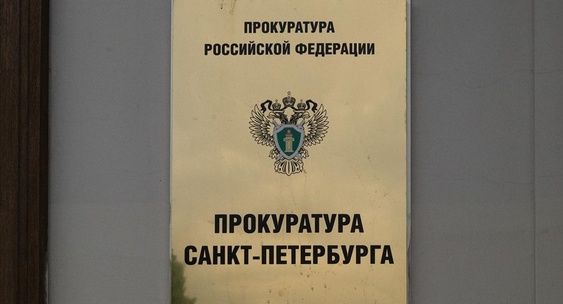 ПРОКУРАТУРА
РОССИЙСКОЙ ФЕДЕРАЦИИ
ПРОКУРАТУРА
САНКТ-ПЕТЕРБУРГА